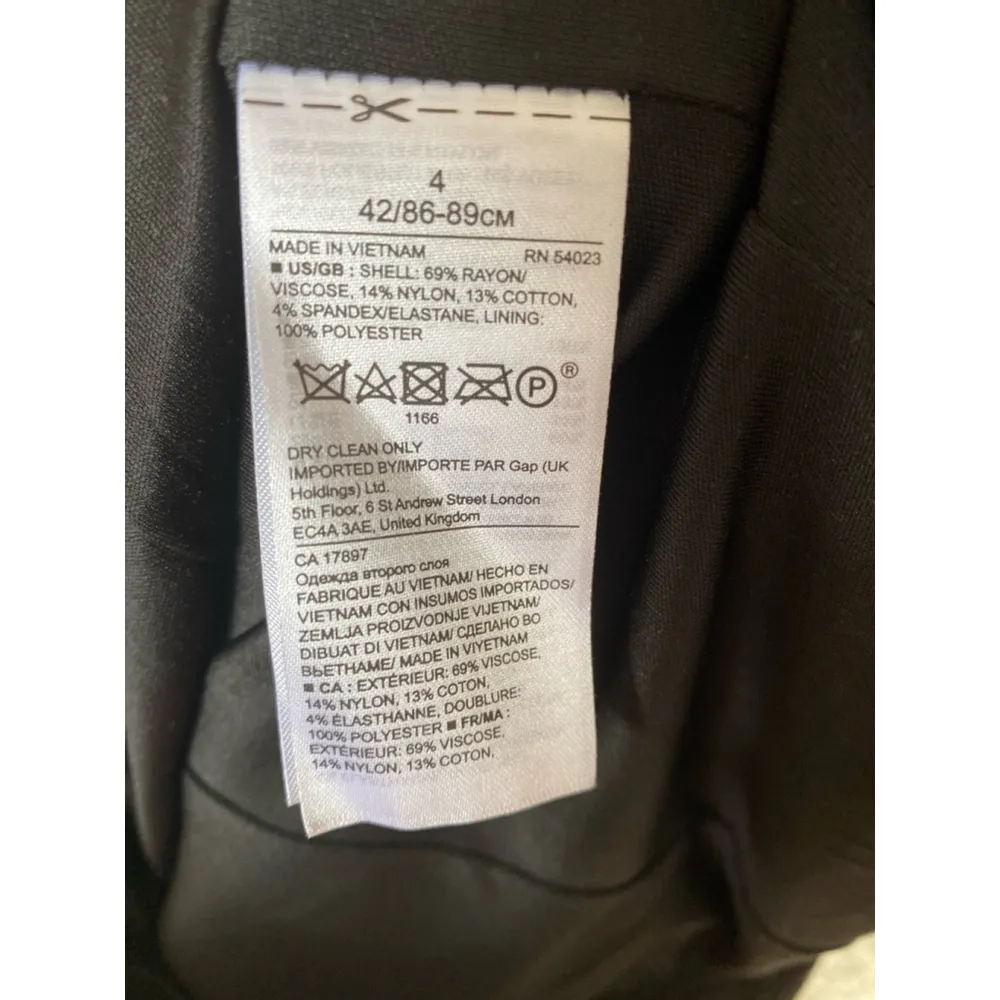 4
42/86-89CM
MADE IN VIETNAM RN 54023
■ US/GB : SHELL: 69% RAYON/
VISCOSE, 14% NYLON, 13% COTTON,
4% SPANDEX/ELASTANE, LINING:
100% POLYESTER
P ®
1166
DRY CLEAN ONLY
IMPORTED BY/IMPORTE PAR Gap (UK
Holdings) Ltd.
5th Floor, 6 St Andrew Street London
EC4A 3AE, United Kingdom
CA 17897
Одежда второго слоя
FABRIQUE AU VIETNAM/ HECHO EN
VIETNAM CON INSUMOS IMPORTADOS/
ZEMLJA PROIZVODNJE VIJETNAM/
DIBUAT DI VIETNAM/ СДЕЛАНО ВО
ВЬЕТНАМЕ/ MADE IN VIYETNAM
■ CA : EXTÉRIEUR: 69% VISCOSE,
14% NYLON, 13% COTON,
4% ÉLASTHANNE, DOUBLURE:
100% POLYESTER ■ FR/MA :
EXTÉRIEUR: 69% VISCOSE,
14% NYLON, 13% COTON,